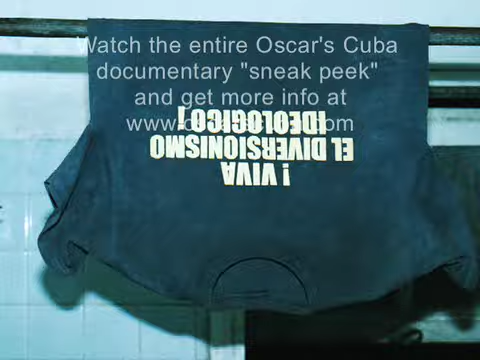 Watch the entire Oscar's Cuba
documentary "sneak peek"
and get more info at
¡ VIVA
EL DIVERSIONISMO
IDEOLOGICO!